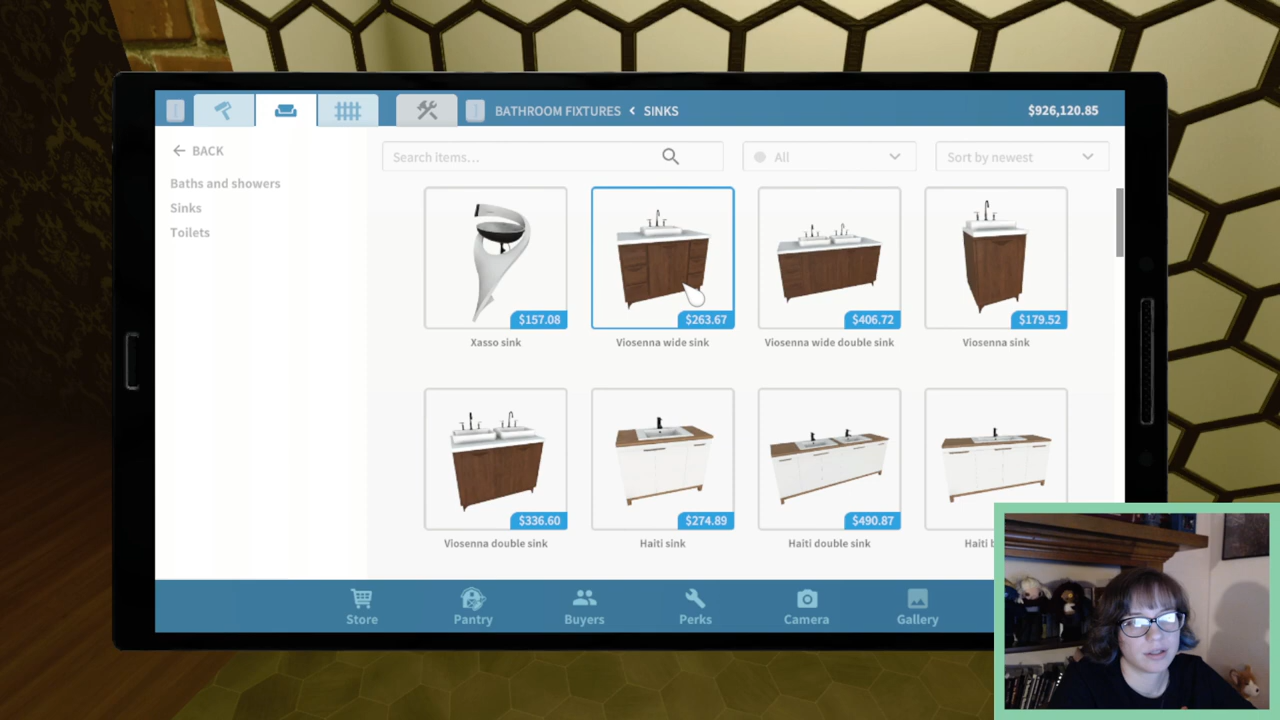 BATHROOM FIXTURES < SINKS
$926,120.85
BACK
Search items...
All
Sort by newest
Baths and showers
Sinks
Toilets
$157.08
$263.67
$406.72
$179.52
Xasso sink
Viosenna wide sink
Viosenna wide double sink
Viosenna sink
$336.60
$274.89
$490.87
Viosenna double sink
Haiti sink
Haiti double sink
Haiti
Store
Pantry
Buyers
Perks
Camera
Gallery